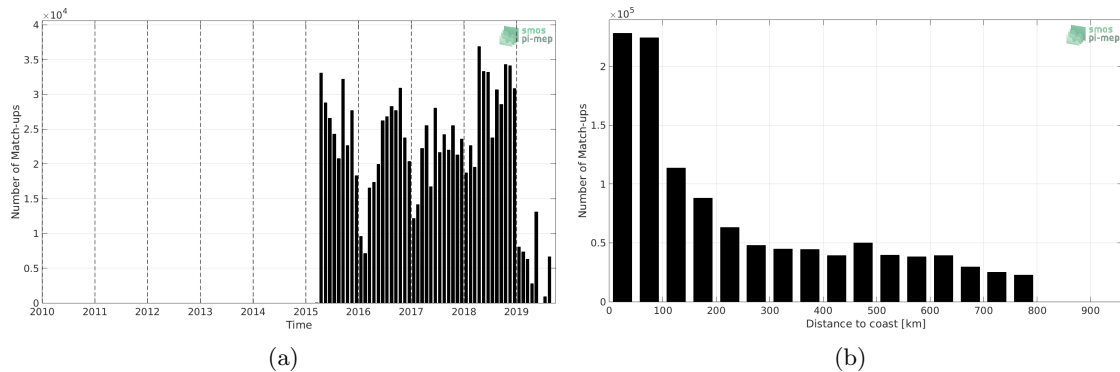 ×10⁴
4
3.5
3
2.5
2
1.5
1
0.5
0
Number of Match-ups
2010 2011 2012 2013 2014 2015 2016 2017 2018 2019
Time
smos
pi-mep
(a)
×10⁵
2
1.5
1
0.5
0
Number of Match-ups
0 100 200 300 400 500 600 700 800 900
Distance to coast [km]
smos
pi-mep
(b)